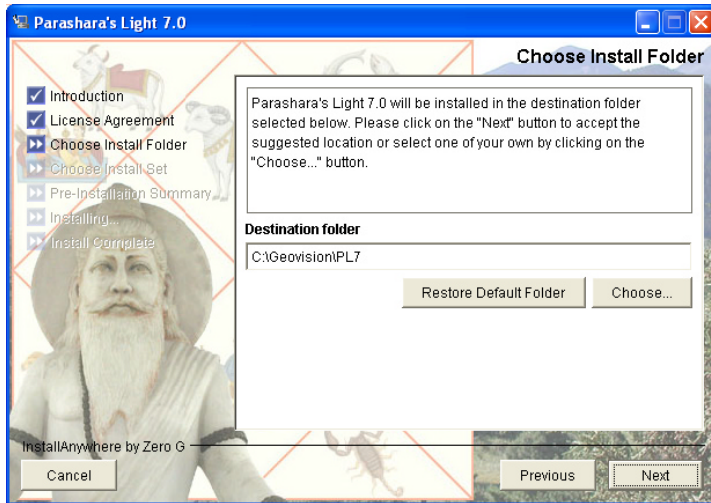 Parashara's Light 7.0
Choose Install Folder
Introduction
License Agreement
Choose Install Folder
Choose Install Set
Pre-Installation Summary
Installing...
Install Complete
Parashara's Light 7.0 will be installed in the destination folder
selected below. Please click on the "Next" button to accept the
suggested location or select one of your own by clicking on the
"Choose..." button.
Destination folder
C:\Geovision\PL7
Restore Default Folder
Choose...
InstallAnywhere by Zero G
Cancel
Previous
Next